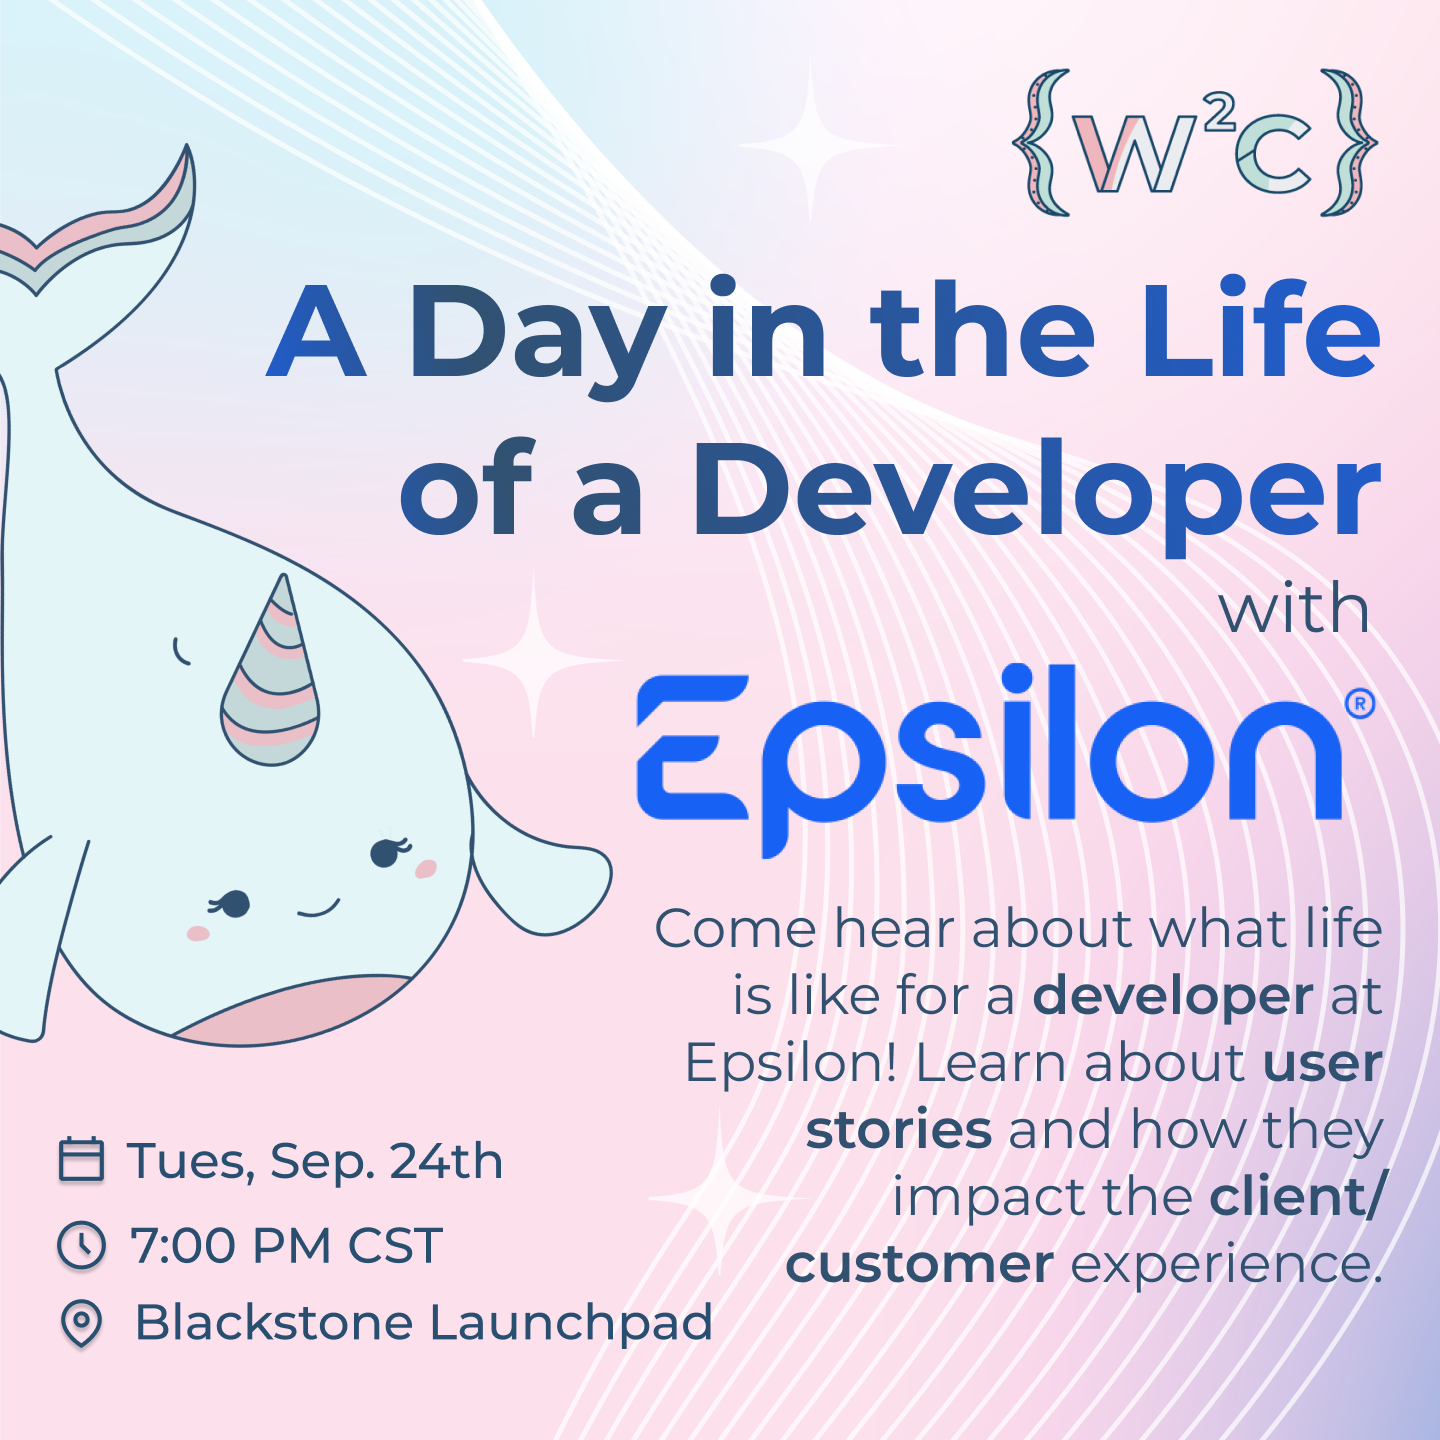 {W²C}
A Day in the Life
of a Developer
with
Epsilon®
Come hear about what life
is like for a developer at
Epsilon! Learn about user
stories and how they
impact the client/
customer experience.
Tues, Sep. 24th
7:00 PM CST
Blackstone Launchpad